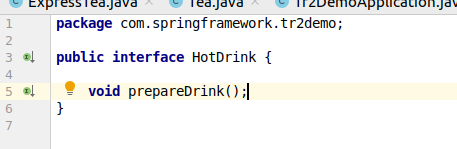 ExpressTea.java Tea.java Tr2DemoApplication.java
1 package com.springframework.tr2demo;
2
3 public interface HotDrink {
4
5 void prepareDrink();
6 }
7